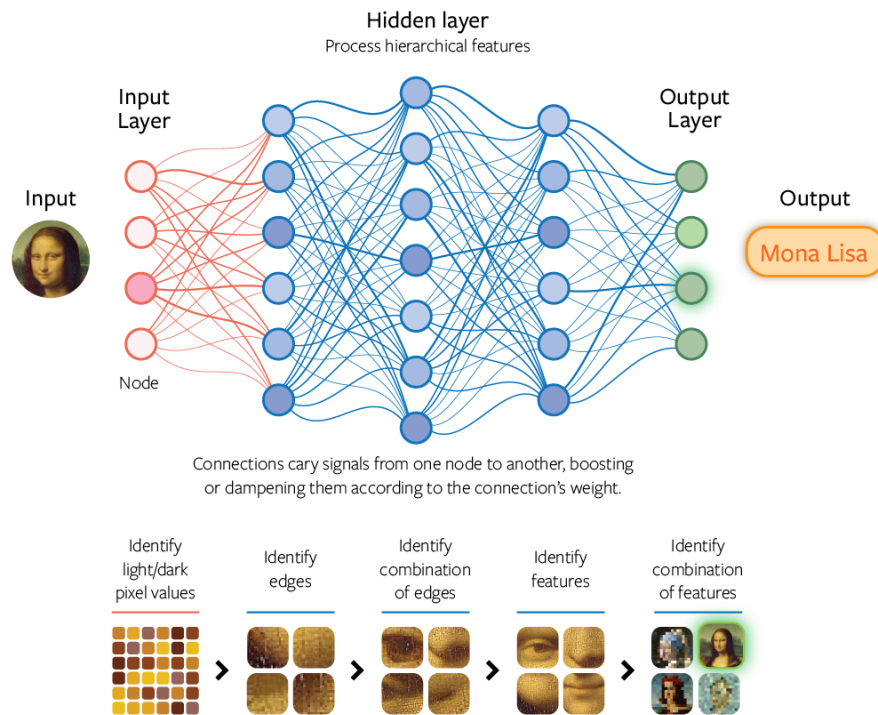 Hidden layer
Process hierarchical features
Input
Layer
Output
Layer
Input
Output
Mona Lisa
Node
Connections cary signals from one node to another, boosting
or dampening them according to the connection's weight.
Identify
light/dark
pixel values
Identify
edges
Identify
combination
of edges
Identify
features
Identify
combination
of features